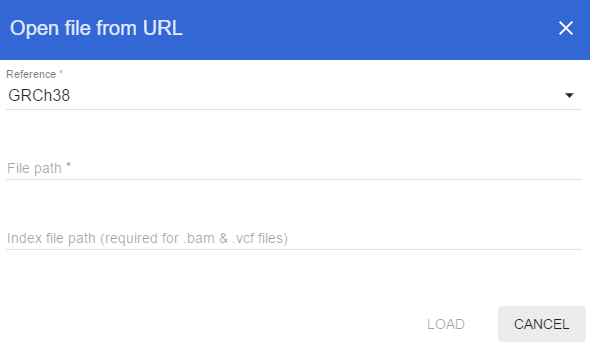 Open file from URL
Reference *
GRCh38
File path *
Index file path (required for .bam & .vcf files)
LOAD CANCEL